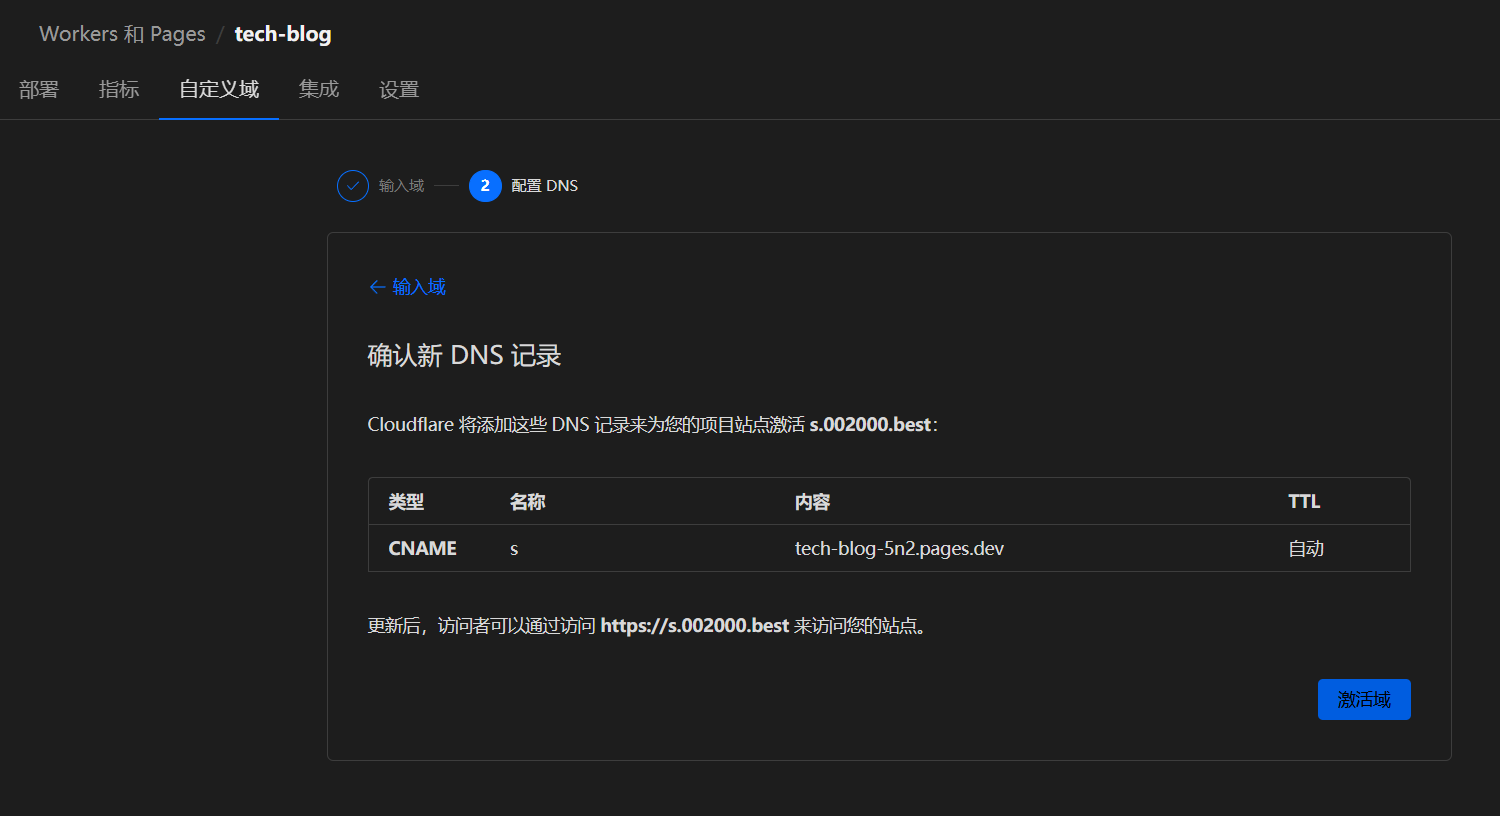 Workers 和 Pages / tech-blog
部署 指标 自定义域 集成 设置
输入域 2 配置 DNS
← 输入域
确认新 DNS 记录
Cloudflare 将添加这些 DNS 记录来为您的项目站点激活 s.002000.best：
类型 名称 内容 TTL
CNAME s tech-blog-5n2.pages.dev 自动
更新后，访问者可以通过访问 https://s.002000.best 来访问您的站点。
激活域